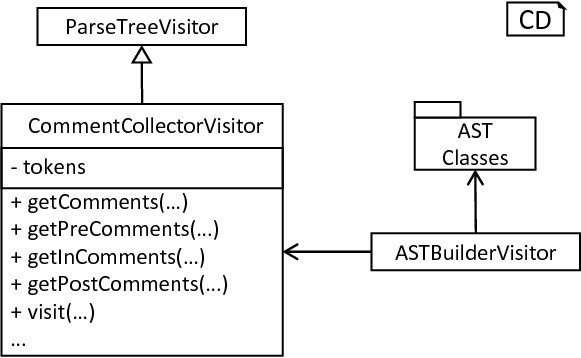 ParseTreeVisitor
CD
CommentCollectorVisitor
- tokens
+ getComments(...)
+ getPreComments(...)
+ getInComments(...)
+ getPostComments(...)
+ visit(...)
...
AST
Classes
ASTBuilderVisitor